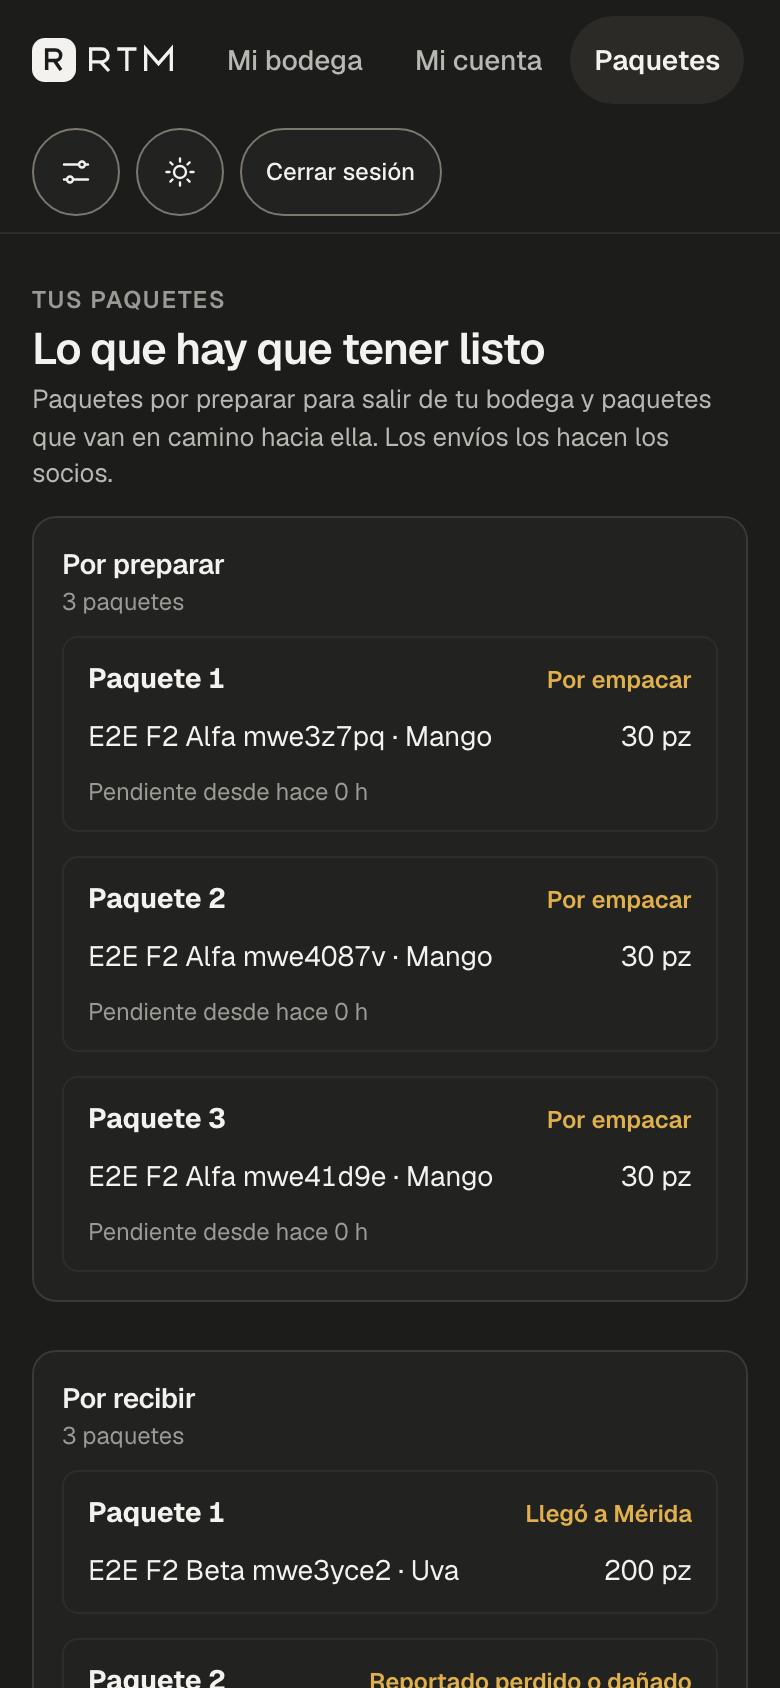 R RTM Mi bodega Mi cuenta Paquetes
Cerrar sesión
TUS PAQUETES
Lo que hay que tener listo
Paquetes por preparar para salir de tu bodega y paquetes
que van en camino hacia ella. Los envíos los hacen los
socios.
Por preparar
3 paquetes
Paquete 1 Por empacar
E2E F2 Alfa mwe3z7pq · Mango 30 pz
Pendiente desde hace 0 h
Paquete 2 Por empacar
E2E F2 Alfa mwe4087v · Mango 30 pz
Pendiente desde hace 0 h
Paquete 3 Por empacar
E2E F2 Alfa mwe41d9e · Mango 30 pz
Pendiente desde hace 0 h
Por recibir
3 paquetes
Paquete 1 Llegó a Mérida
E2E F2 Beta mwe3yce2 · Uva 200 pz
Paquete 2 Reportado perdido o dañado